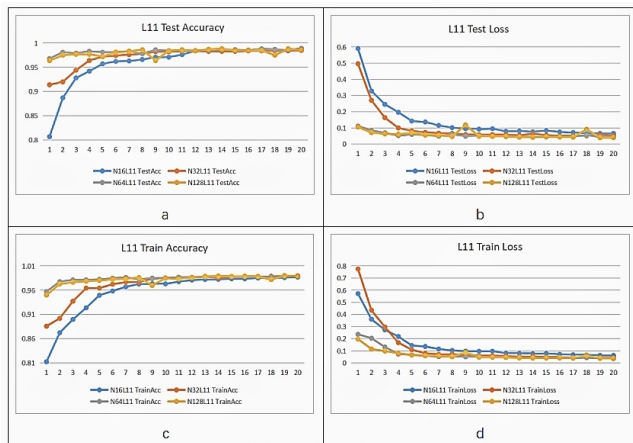 L11 Test Accuracy
1
0.95
0.9
0.85
0.8
1 2 3 4 5 6 7 8 9 10 11 12 13 14 15 16 17 18 19 20
N16L11 TestAcc N32L11 TestAcc
N64L11 TestAcc N128L11 TestAcc
a
L11 Test Loss
0.6
0.5
0.4
0.3
0.2
0.1
0
1 2 3 4 5 6 7 8 9 10 11 12 13 14 15 16 17 18 19 20
N16L11 TestLoss N32L11 TestLoss
N64L11 TestLoss N128L11 TestLoss
b
L11 Train Accuracy
1.01
0.96
0.91
0.86
0.81
1 2 3 4 5 6 7 8 9 10 11 12 13 14 15 16 17 18 19 20
N16L11 TrainAcc N32L11 TrainAcc
N64L11 TrainAcc N128L11 TrainAcc
c
L11 Train Loss
0.8
0.7
0.6
0.5
0.4
0.3
0.2
0.1
0
1 2 3 4 5 6 7 8 9 10 11 12 13 14 15 16 17 18 19 20
N16L11 TrainLoss N32L11 TrainLoss
N64L11 TrainLoss N128L11 TrainLoss
d